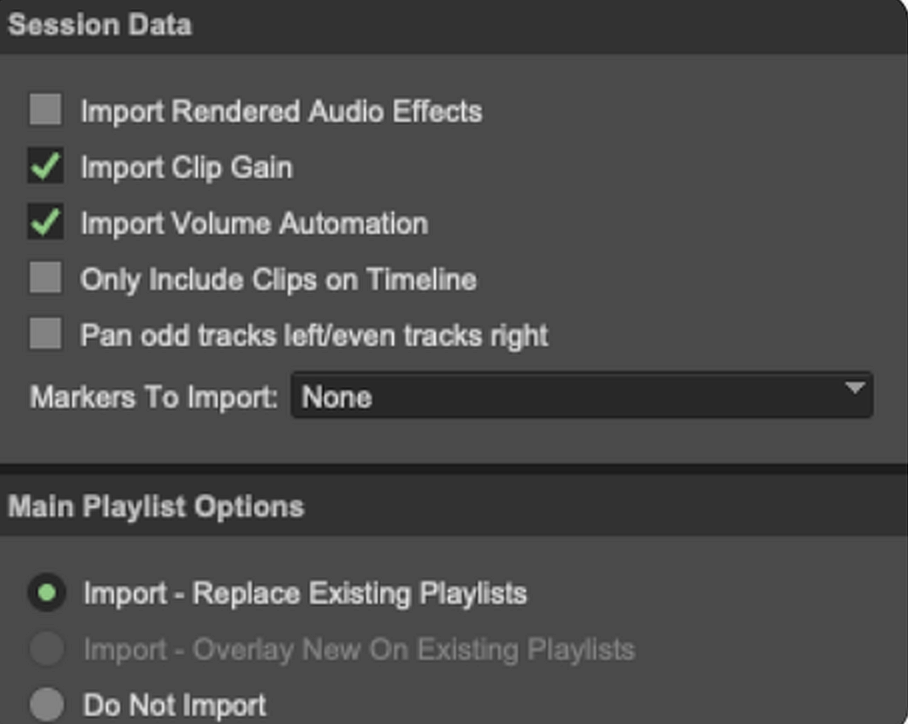 Session Data
Import Rendered Audio Effects
Import Clip Gain
Import Volume Automation
Only Include Clips on Timeline
Pan odd tracks left/even tracks right
Markers To Import: None
Main Playlist Options
Import - Replace Existing Playlists
Import - Overlay New On Existing Playlists
Do Not Import